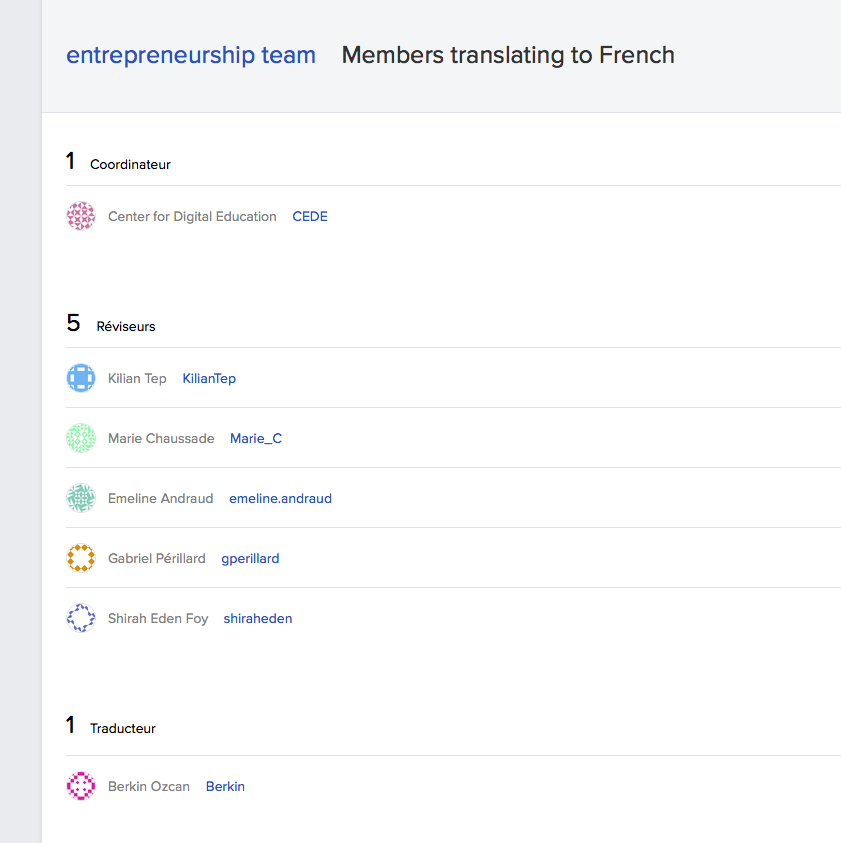 entrepreneurship team Members translating to French
1 Coordinateur
Center for Digital Education CEDE
5 Réviseurs
Kilian Tep KilianTep
Marie Chaussade Marie_C
Emeline Andraud emeline.andraud
Gabriel Périllard gperillard
Shirah Eden Foy shiraheden
1 Traducteur
Berkin Ozcan Berkin